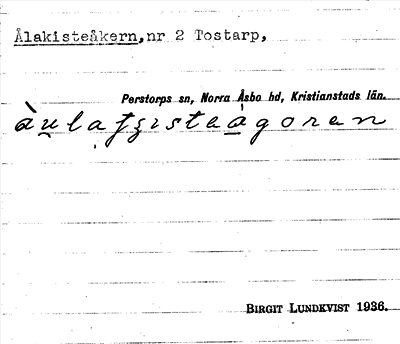 Ålakisteåkern, nr 2 Tostarp,
Perstorps sn, Norra Åsbo hd, Kristianstads län.
BIRGIT LUNDKVIST 1936.